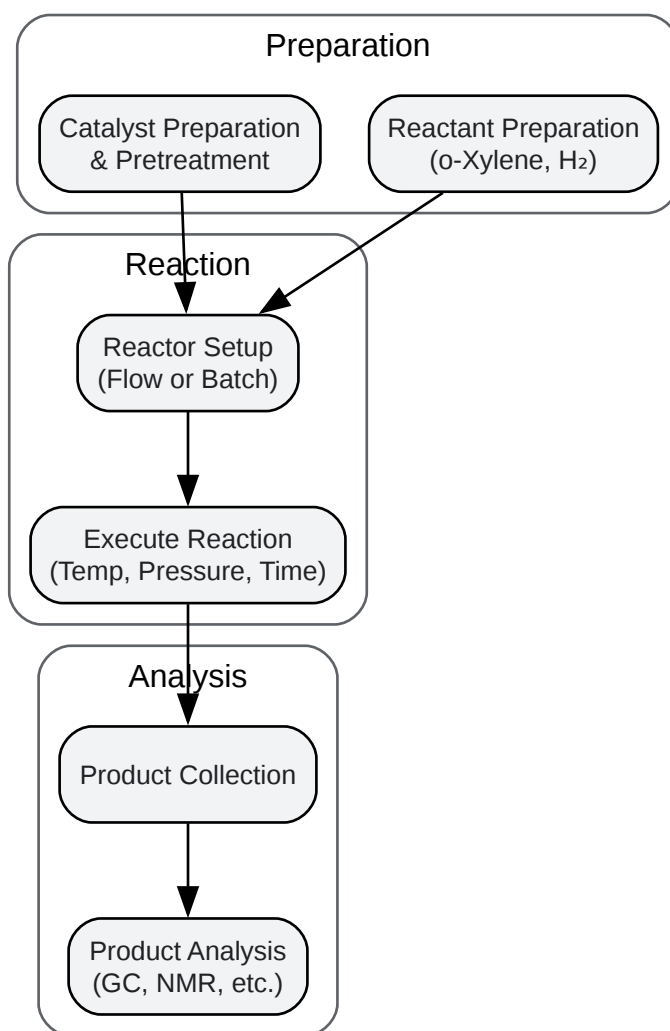 Preparation
Catalyst Preparation
& Pretreatment
Reactant Preparation
(o-Xylene, H₂)
Reaction
Reactor Setup
(Flow or Batch)
Execute Reaction
(Temp, Pressure, Time)
Analysis
Product Collection
Product Analysis
(GC, NMR, etc.)